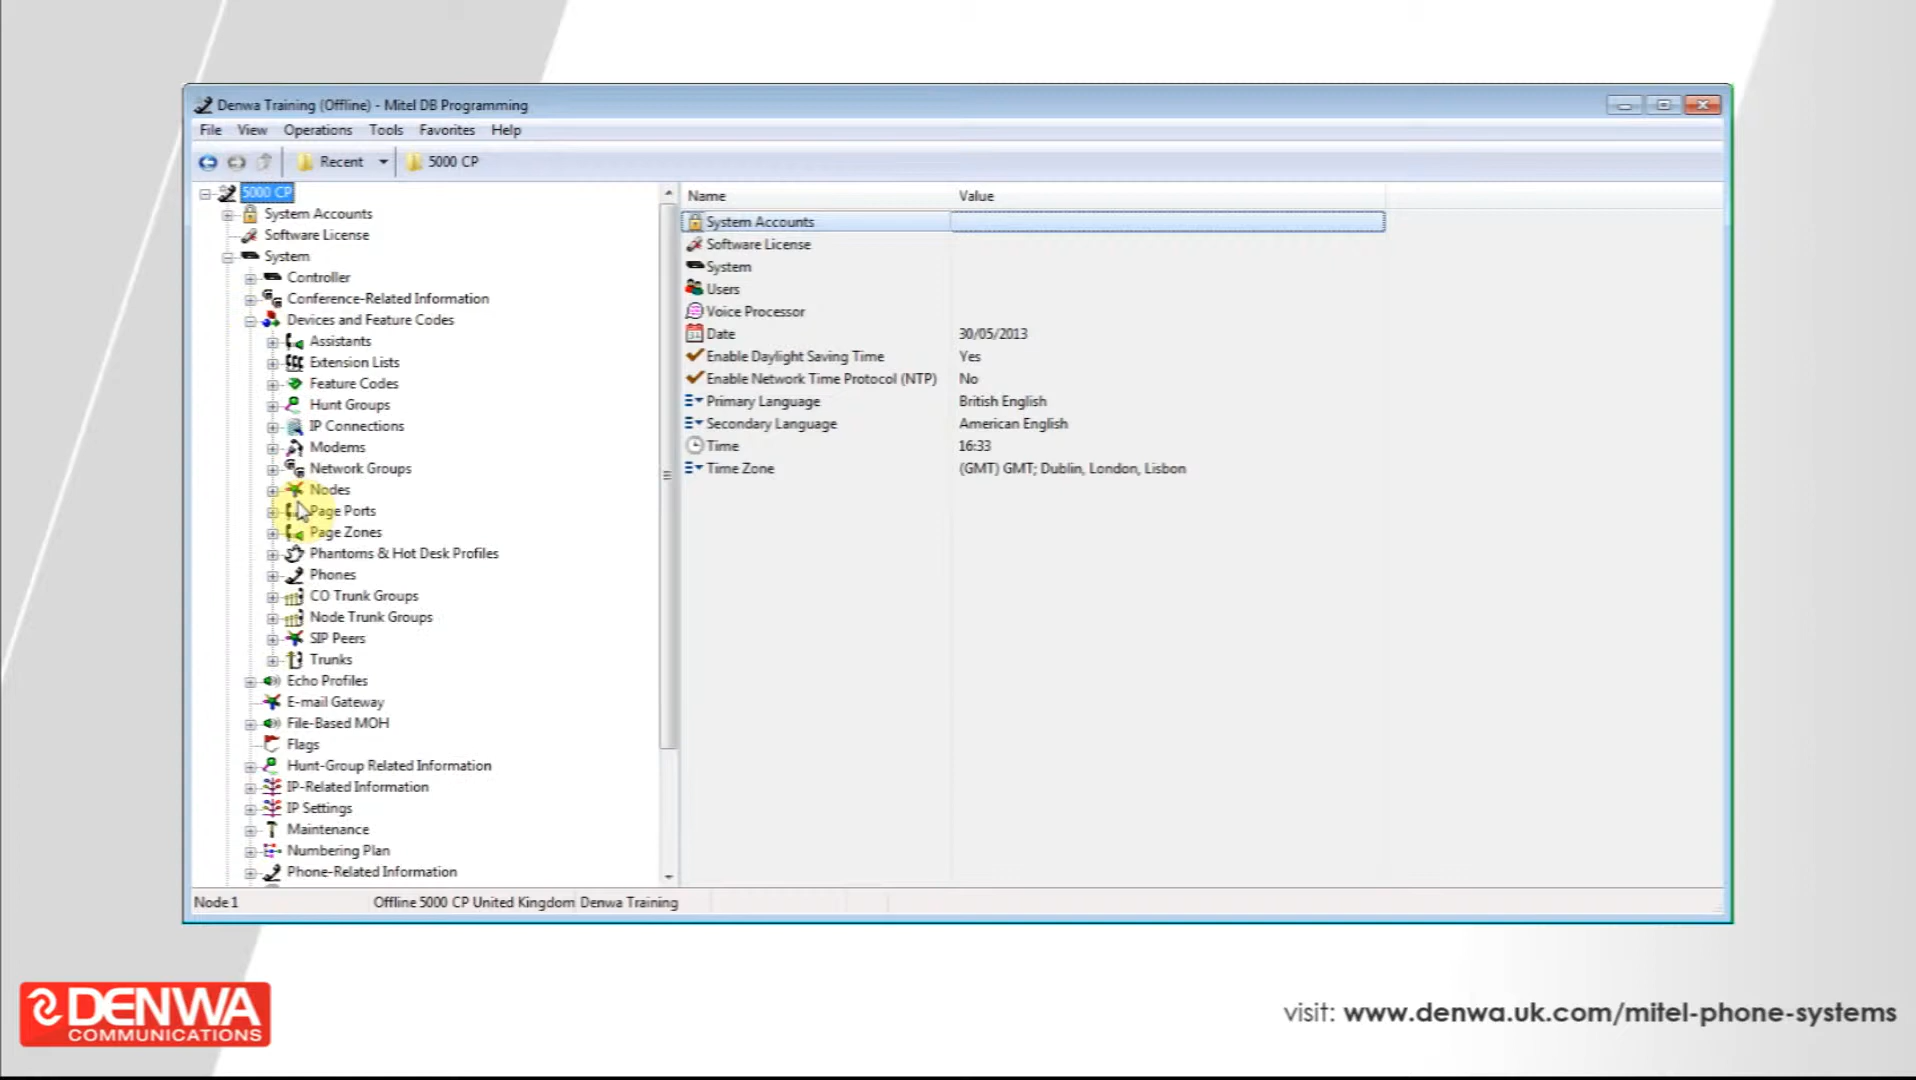 Denwa Training (Offline) - Mitel DB Programming
File View Operations Tools Favorites Help
Recent 5000 CP
5000 CP
System Accounts
Software License
System
Controller
Conference-Related Information
Devices and Feature Codes
Assistants
Extension Lists
Feature Codes
Hunt Groups
IP Connections
Modems
Network Groups
Nodes
Page Ports
Page Zones
Phantoms & Hot Desk Profiles
Phones
CO Trunk Groups
Node Trunk Groups
SIP Peers
Trunks
Echo Profiles
E-mail Gateway
File-Based MOH
Flags
Hunt-Group Related Information
IP-Related Information
IP Settings
Maintenance
Numbering Plan
Phone-Related Information
Name Value
System Accounts
Software License
System
Users
Voice Processor
Date 30/05/2013
Enable Daylight Saving Time Yes
Enable Network Time Protocol (NTP) No
Primary Language British English
Secondary Language American English
Time 16:33
Time Zone (GMT) GMT; Dublin, London, Lisbon
Node 1 Offline 5000 CP United Kingdom Denwa Training
DENWA
COMMUNICATIONS
visit: www.denwa.uk.com/mitel-phone-systems